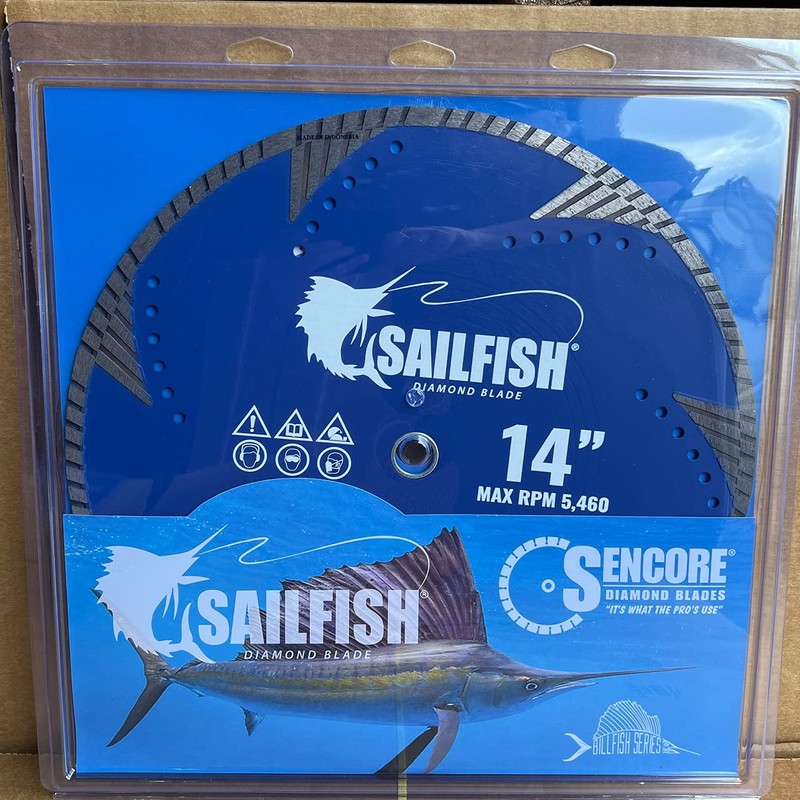 MADE IN INDONESIA
SAILFISH®
DIAMOND BLADE
14”
MAX RPM 5,460
SAILFISH®
DIAMOND BLADE
SENCORE®
DIAMOND BLADES
"IT'S WHAT THE PRO'S USE"
BILLFISH SERIES